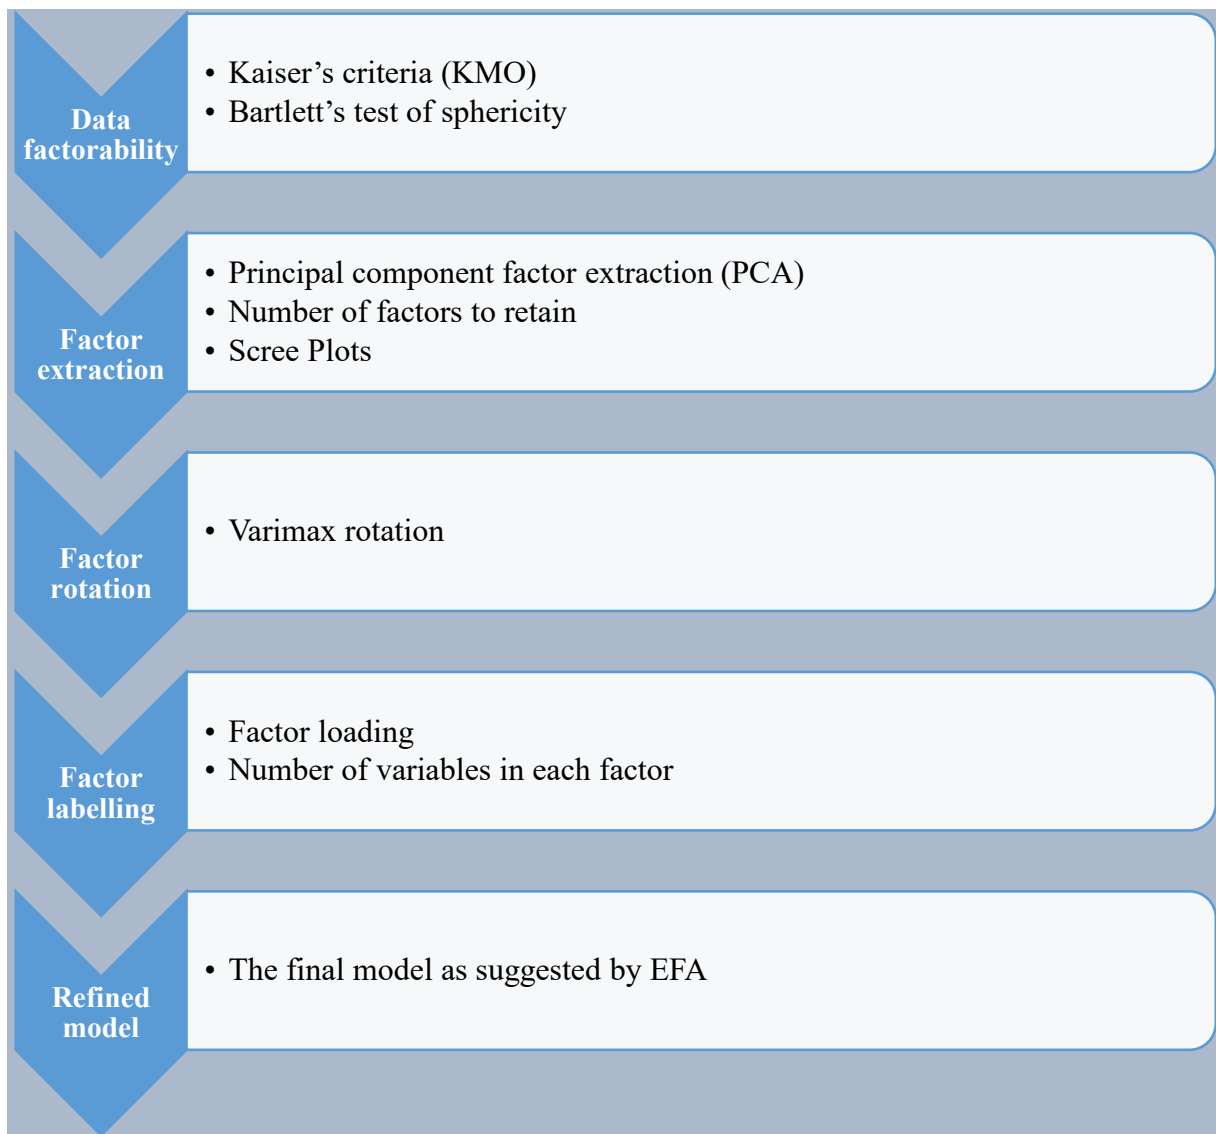 Data
factorability
• Kaiser’s criteria (KMO)
• Bartlett’s test of sphericity
Factor
extraction
• Principal component factor extraction (PCA)
• Number of factors to retain
• Scree Plots
Factor
rotation
• Varimax rotation
Factor
labelling
• Factor loading
• Number of variables in each factor
Refined
model
• The final model as suggested by EFA